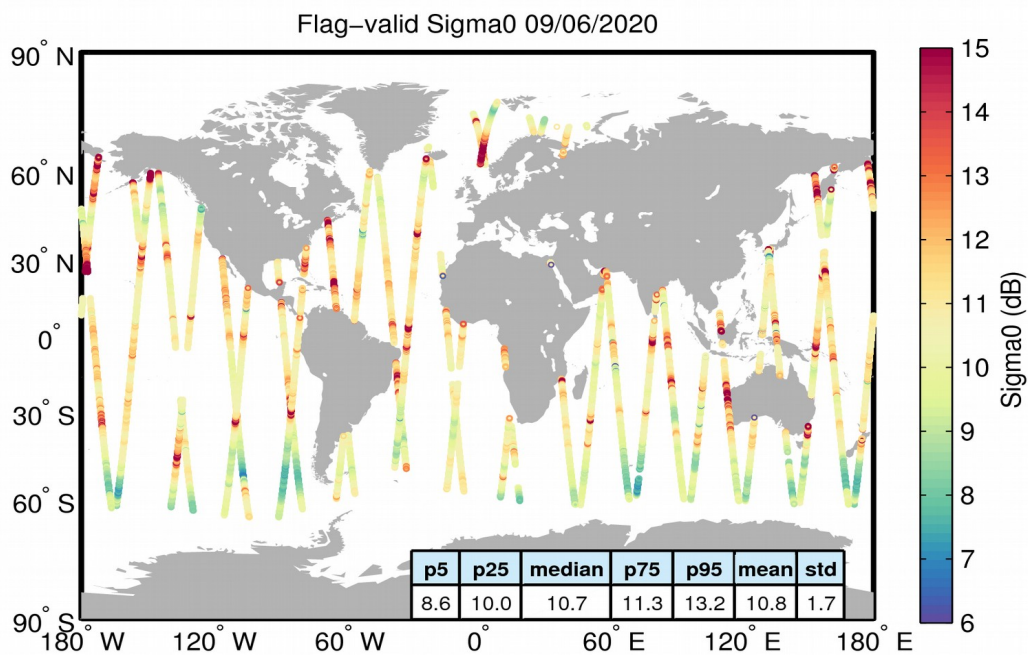 Flag−valid Sigma0 09/06/2020
90° N
60° N
30° N
0°
30° S
60° S
90° S
180° W
120° W
60° W
0°
60° E
120° E
180° E
p5 p25 median p75 p95 mean std
8.6 10.0 10.7 11.3 13.2 10.8 1.7
15
14
13
12
11
10
9
8
7
6
Sigma0 (dB)